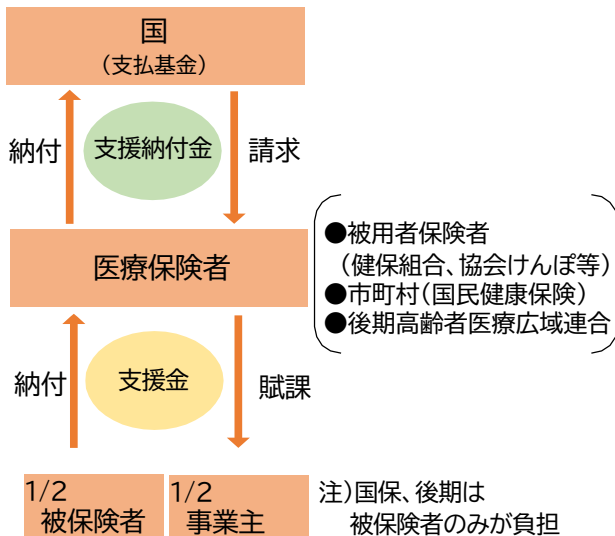 国
（支払基金）
納付
支援納付金
請求
医療保険者
●被用者保険者
（健保組合、協会けんぽ等）
●市町村（国民健康保険）
●後期高齢者医療広域連合
納付
支援金
賦課
1/2
被保険者
1/2
事業主
注）国保、後期は
被保険者のみが負担